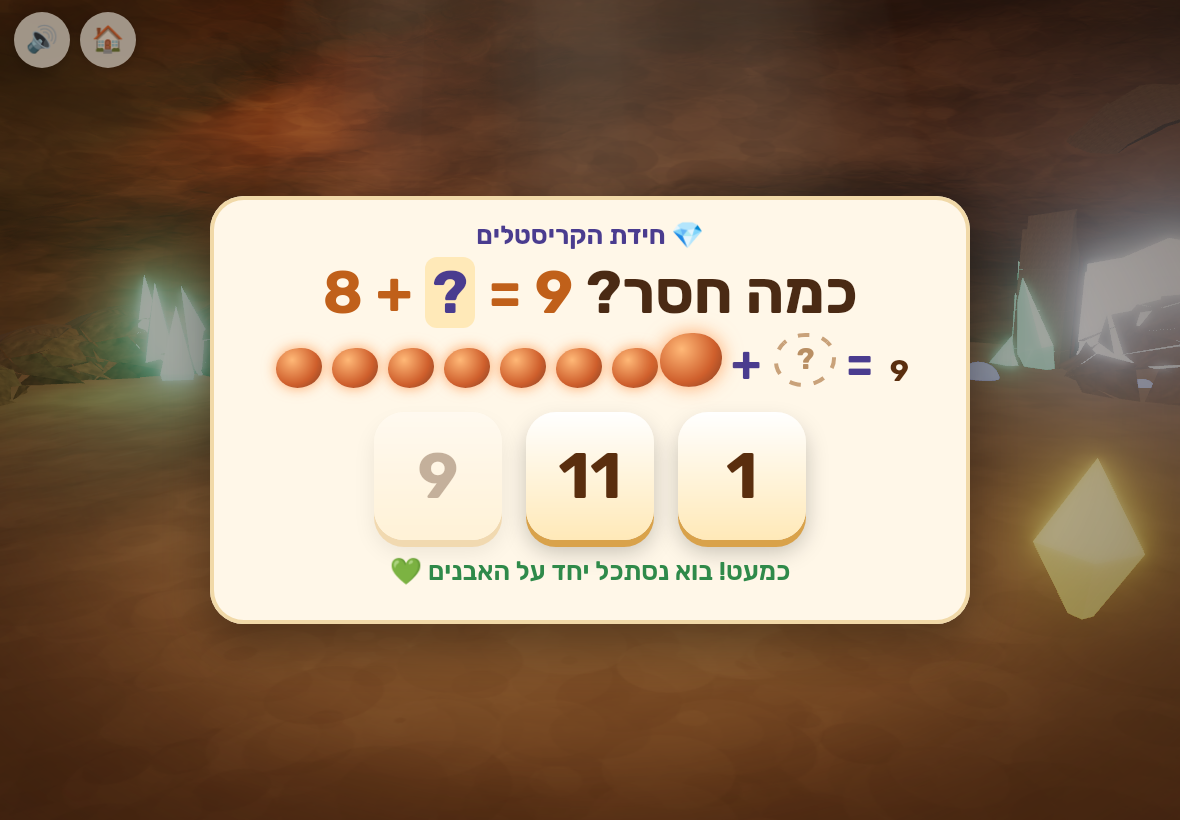 💎 חידת הקריסטלים
כמה חסר? 8 + ? = 9
+ ? = 9
9 11 1
כמעט! בוא נסתכל יחד על האבנים 💚